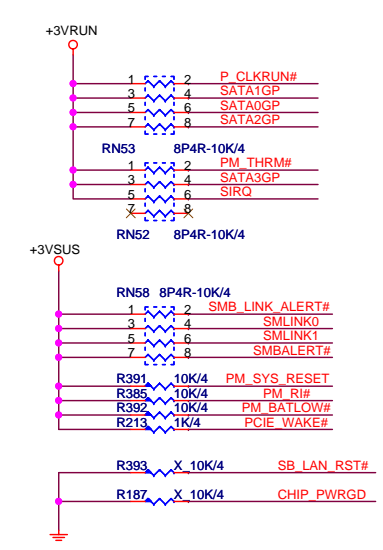 +3VRUN
1 2 P_CLKRUN#
3 4 SATA1GP
5 6 SATA0GP
7 8 SATA2GP
RN53 8P4R-10K/4
1 2 PM_THRM#
3 4 SATA3GP
5 6 SIRQ
7 8
RN52 8P4R-10K/4
+3VSUS
RN58 8P4R-10K/4
1 2 SMB_LINK_ALERT#
3 4 SMLINK0
5 6 SMLINK1
7 8 SMBALERT#
R391 10K/4 PM_SYS_RESET
R385 10K/4 PM_RI#
R392 10K/4 PM_BATLOW#
R213 1K/4 PCIE_WAKE#
R393 X_10K/4 SB_LAN_RST#
R187 X_10K/4 CHIP_PWRGD